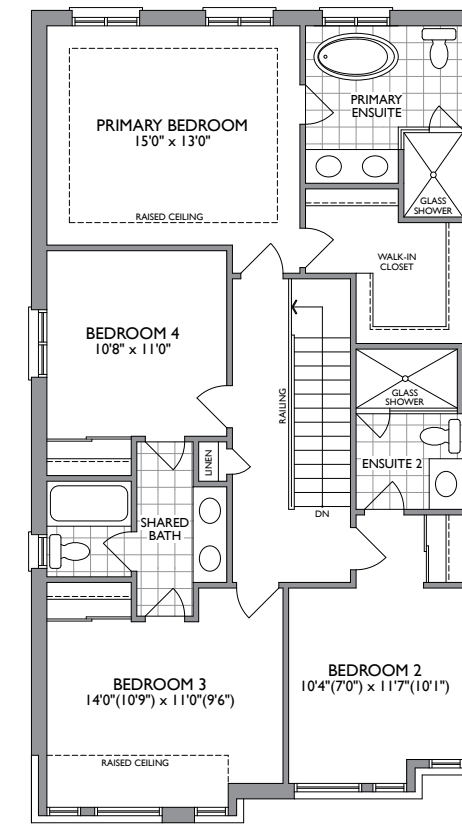 PRIMARY BEDROOM
15'0" x 13'0"
RAISED CEILING
PRIMARY
ENSUITE
GLASS
SHOWER
WALK-IN
CLOSET
BEDROOM 4
10'8" x 11'0"
RAILING
GLASS
SHOWER
LINEN
ENSUITE 2
DN
SHARED
BATH
BEDROOM 3
14'0"(10'9") x 11'0"(9'6")
BEDROOM 2
10'4"(7'0") x 11'7"(10'1")
RAISED CEILING